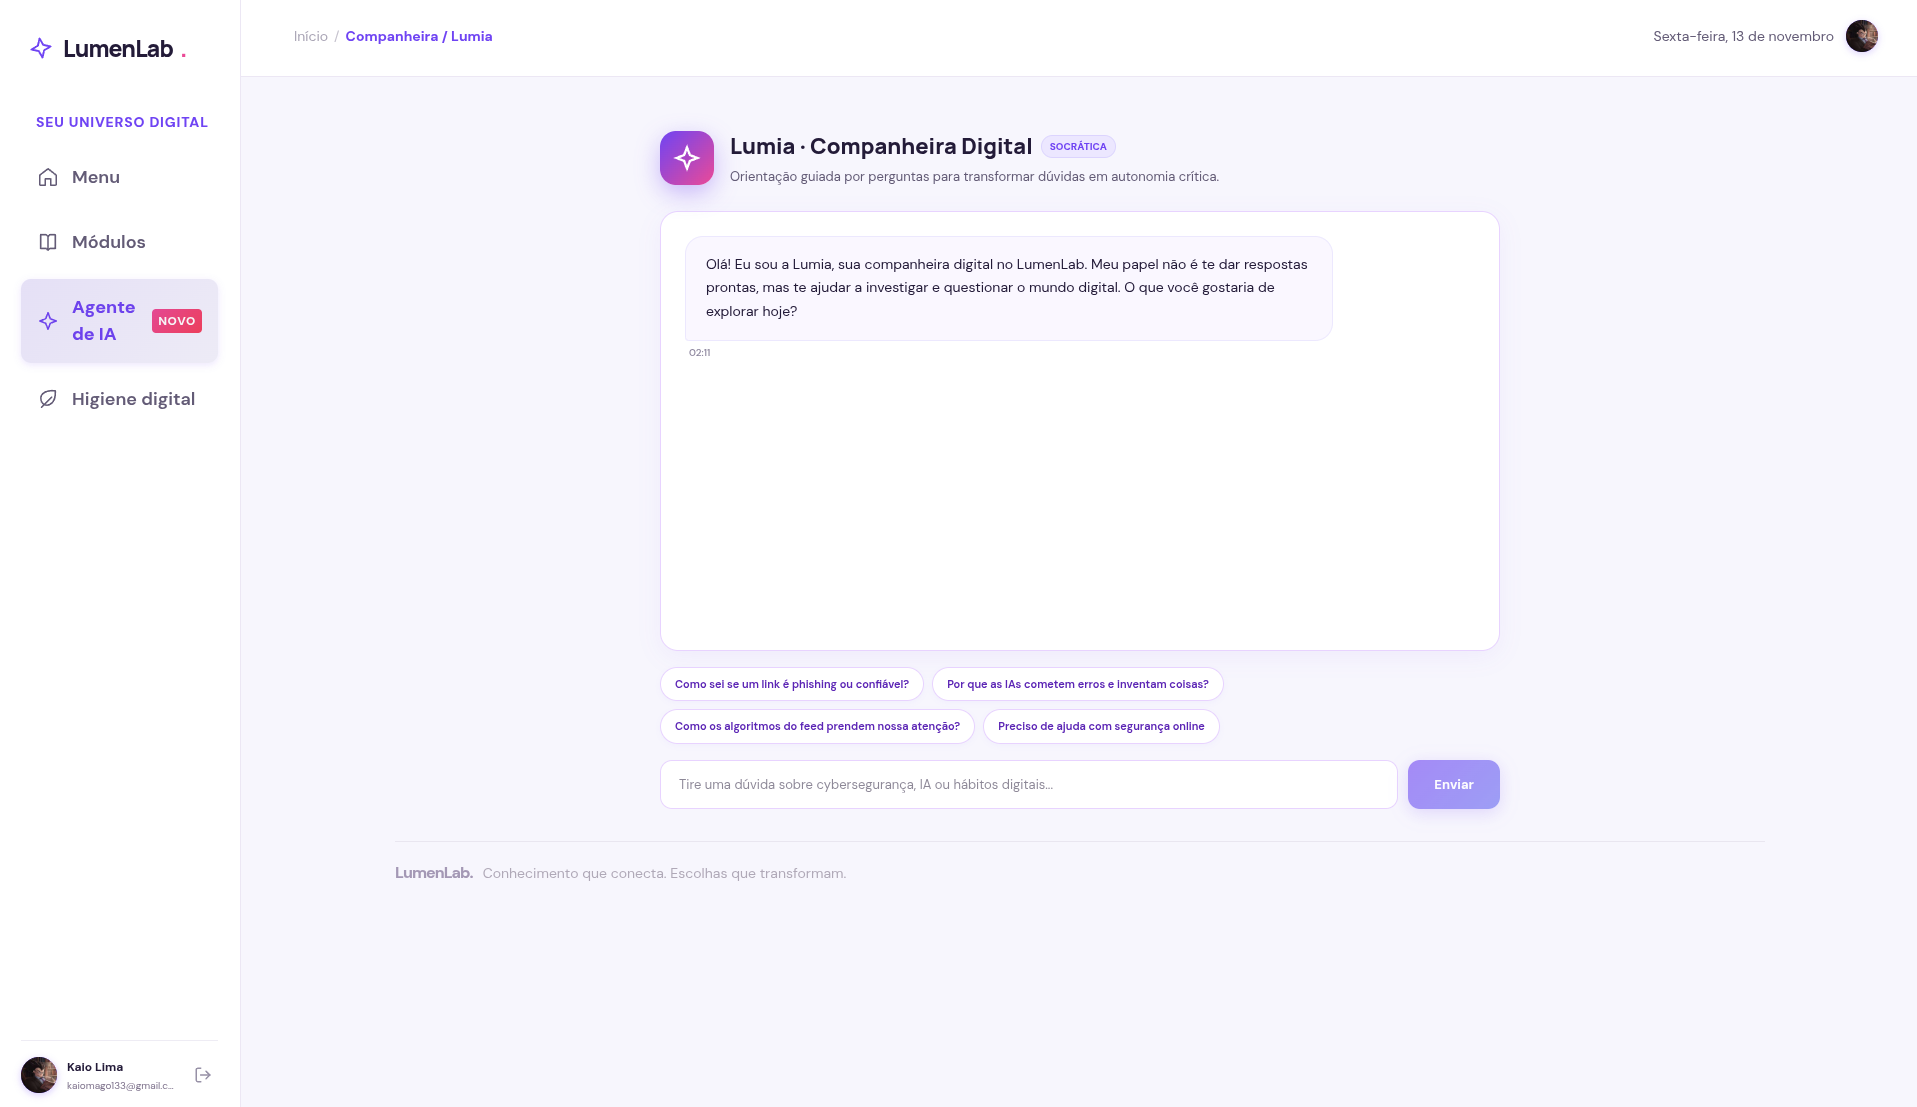 LumenLab .
Início / Companheira / Lumia
Sexta-feira, 13 de novembro
SEU UNIVERSO DIGITAL
Menu
Módulos
Agente
de IA
NOVO
Higiene digital
Lumia · Companheira Digital
SOCRÁTICA
Orientação guiada por perguntas para transformar dúvidas em autonomia crítica.
Olá! Eu sou a Lumia, sua companheira digital no LumenLab. Meu papel não é te dar respostas
prontas, mas te ajudar a investigar e questionar o mundo digital. O que você gostaria de
explorar hoje?
02:11
Como sei se um link é phishing ou confiável?
Por que as IAs cometem erros e inventam coisas?
Como os algoritmos do feed prendem nossa atenção?
Preciso de ajuda com segurança online
Tire uma dúvida sobre cybersegurança, IA ou hábitos digitais...
Enviar
LumenLab. Conhecimento que conecta. Escolhas que transformam.
Kaio Lima
kaiomago133@gmail.c...